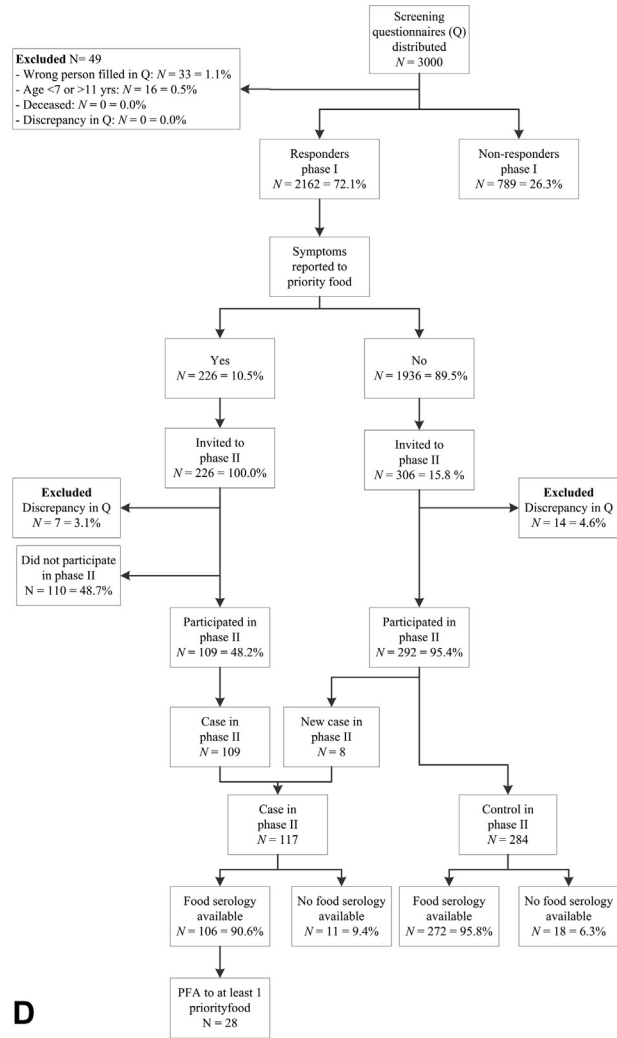 Screening
questionnaires (Q)
distributed
N = 3000
Excluded N= 49
- Wrong person filled in Q: N = 33 = 1.1%
- Age <7 or >11 yrs: N = 16 = 0.5%
- Deceased: N = 0 = 0.0%
- Discrepancy in Q: N = 0 = 0.0%
Responders
phase I
N = 2162 = 72.1%
Non-responders
phase I
N = 789 = 26.3%
Symptoms
reported to
priority food
Yes
N = 226 = 10.5%
No
N = 1936 = 89.5%
Invited to
phase II
N = 226 = 100.0%
Invited to
phase II
N = 306 = 15.8 %
Excluded
Discrepancy in Q
N = 7 = 3.1%
Excluded
Discrepancy in Q
N = 14 = 4.6%
Did not participate
in phase II
N = 110 = 48.7%
Participated in
phase II
N = 109 = 48.2%
Participated in
phase II
N = 292 = 95.4%
Case in
phase II
N = 109
New case in
phase II
N = 8
Case in
phase II
N = 117
Control in
phase II
N = 284
Food serology
available
N = 106 = 90.6%
No food serology
available
N = 11 = 9.4%
Food serology
available
N = 272 = 95.8%
No food serology
available
N = 18 = 6.3%
PFA to at least 1
priorityfood
N = 28
D